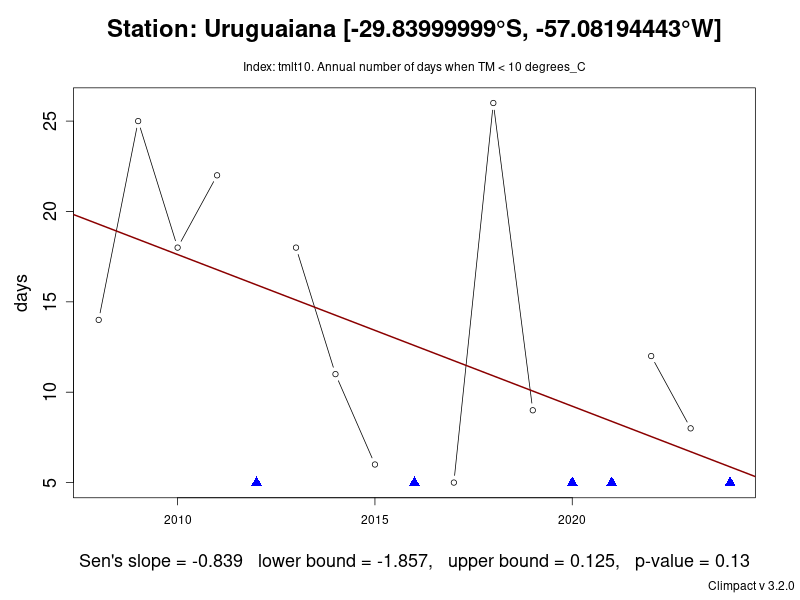 Station: Uruguaiana [-29.83999999°S, -57.08194443°W]
Index: tmlt10. Annual number of days when TM < 10 degrees_C
25
20
15
10
5
days
2010 2015 2020
Sen's slope = -0.839 lower bound = -1.857, upper bound = 0.125, p-value = 0.13
Climpact v 3.2.0